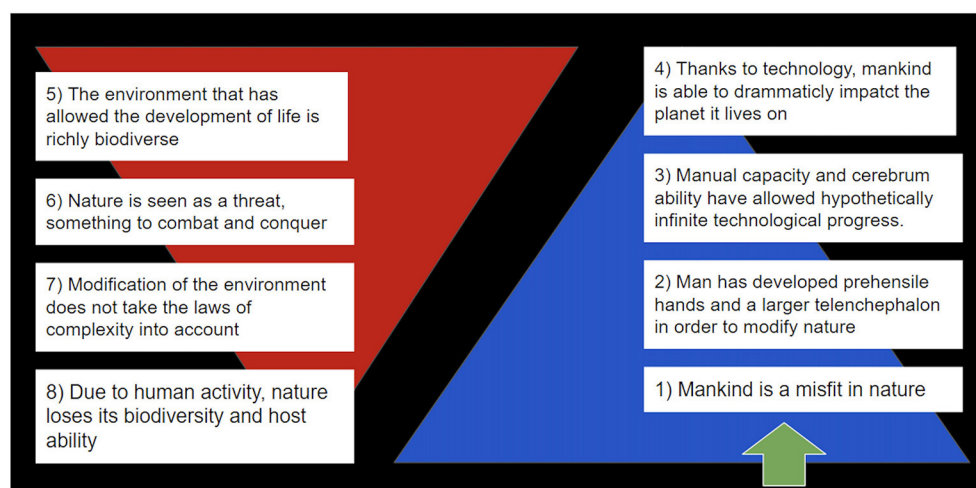 5) The environment that has
allowed the development of life is
richly biodiverse
6) Nature is seen as a threat,
something to combat and conquer
7) Modification of the environment
does not take the laws of
complexity into account
8) Due to human activity, nature
loses its biodiversity and host
ability
4) Thanks to technology, mankind
is able to drammaticly impatct the
planet it lives on
3) Manual capacity and cerebrum
ability have allowed hypothetically
infinite technological progress.
2) Man has developed prehensile
hands and a larger telenchephalon
in order to modify nature
1) Mankind is a misfit in nature